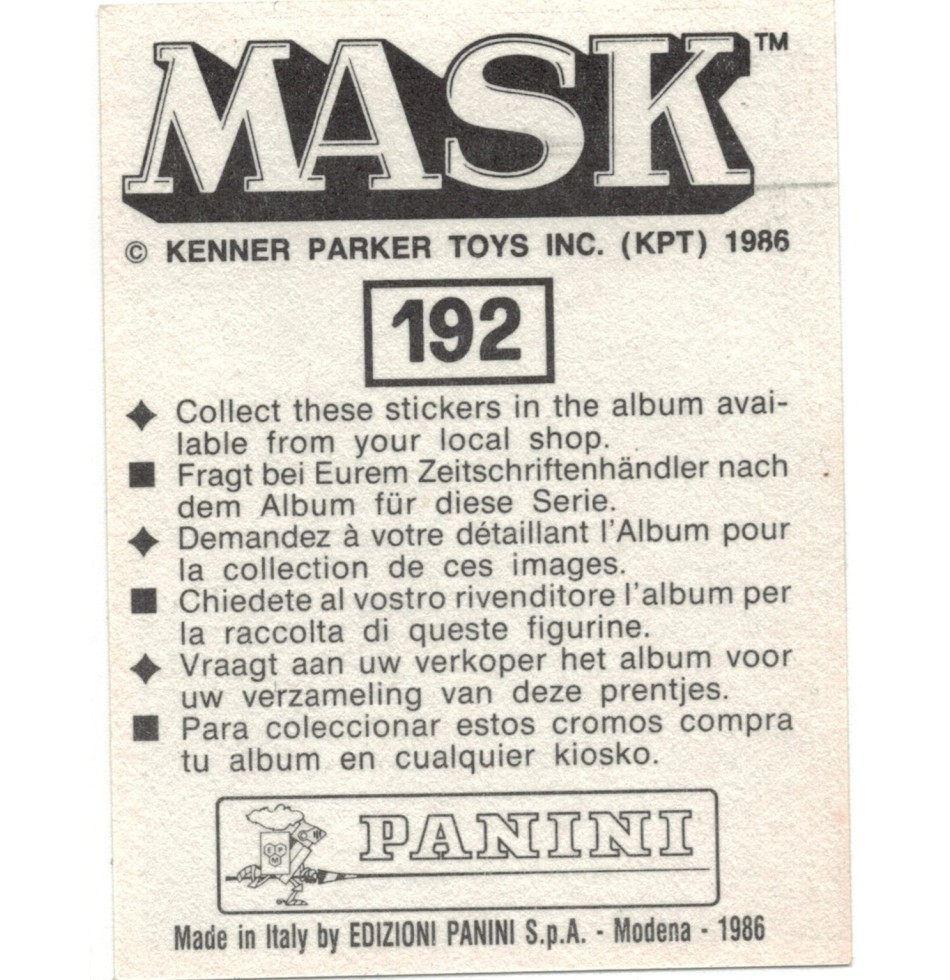 MASK™
© KENNER PARKER TOYS INC. (KPT) 1986
192
Collect these stickers in the album avai-
lable from your local shop.
Fragt bei Eurem Zeitschriftenhändler nach
dem Album für diese Serie.
Demandez à votre détaillant l'Album pour
la collection de ces images.
Chiedete al vostro rivenditore l'album per
la raccolta di queste figurine.
Vraagt aan uw verkoper het album voor
uw verzameling van deze prentjes.
Para coleccionar estos cromos compra
tu album en cualquier kiosko.
PANINI
Made in Italy by EDIZIONI PANINI S.p.A. - Modena - 1986